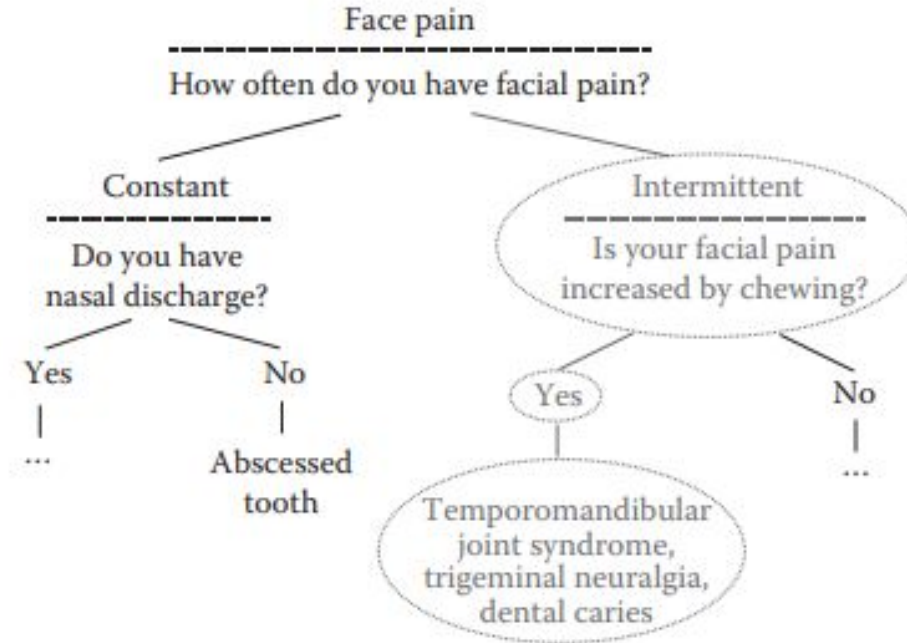 Face pain
How often do you have facial pain?
Constant
Do you have
nasal discharge?
Yes
...
No
Abscessed
tooth
Intermittent
Is your facial pain
increased by chewing?
Yes
Temporomandibular
joint syndrome,
trigeminal neuralgia,
dental caries
No
...